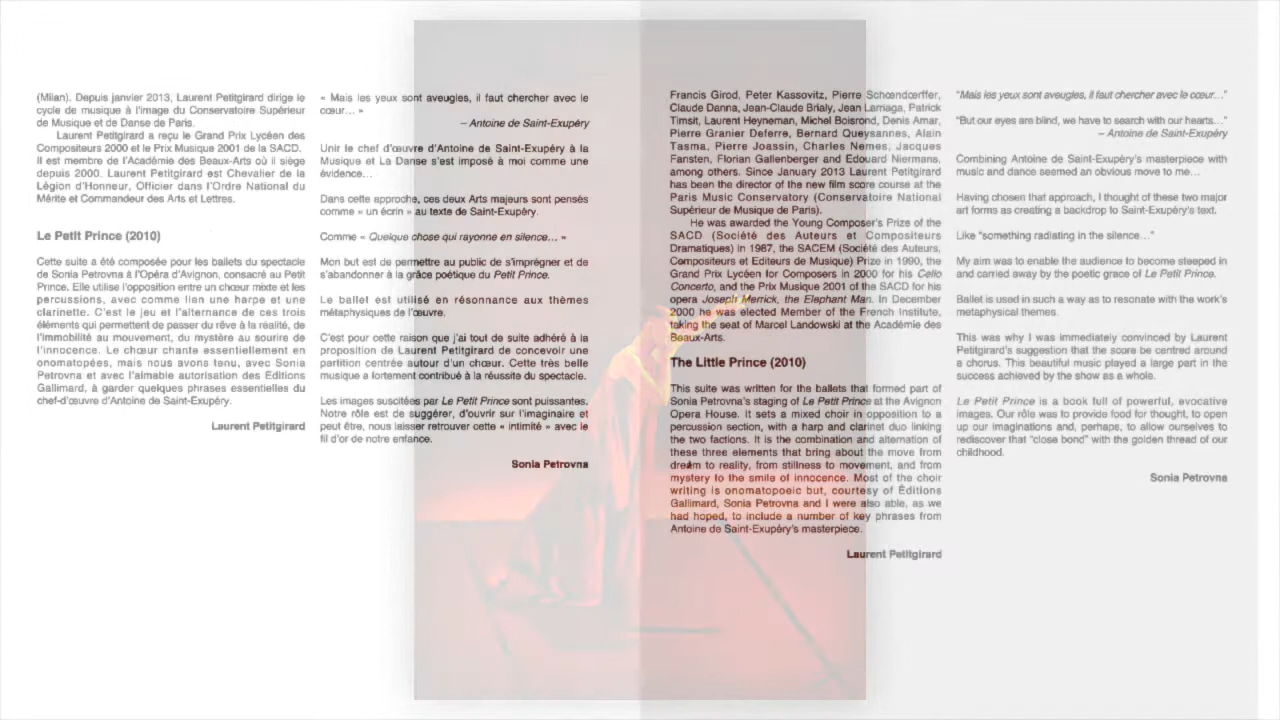 (Milan). Depuis janvier 2013, Laurent Petitgirard dirige le
cycle de musique à l'image du Conservatoire Supérieur
de Musique et de Danse de Paris.
Laurent Petitgirard a reçu le Grand Prix Lycéen des
Compositeurs 2000 et le Prix Musique 2001 de la SACD.
Il est membre de l'Académie des Beaux-Arts où il siège
depuis 2000. Laurent Petitgirard est Chevalier de la
Légion d'Honneur, Officier dans l'Ordre National du
Mérite et Commandeur des Arts et Lettres.
Le Petit Prince (2010)
Cette suite a été composée pour les ballets du spectacle
de Sonia Petrovna à l'Opéra d'Avignon, consacré au Petit
Prince. Elle utilise l'opposition entre un chœur mixte et les
percussions, avec comme lien une harpe et une
clarinette. C'est le jeu et l'alternance de ces trois
éléments qui permettent de passer du rêve à la réalité, de
l'immobilité au mouvement, du mystère au sourire de
l'innocence. Le chœur chante essentiellement en
onomatopées, mais nous avons tenu, avec Sonia
Petrovna et avec l'aimable autorisation des Editions
Gallimard, à garder quelques phrases essentielles du
chef-d'œuvre d'Antoine de Saint-Exupéry.
Laurent Petitgirard
« Mais les yeux sont aveugles, il faut chercher avec le
cœur... »
– Antoine de Saint-Exupéry
Unir le chef d'œuvre d'Antoine de Saint-Exupéry à la
Musique et La Danse s'est imposé à moi comme une
évidence...
Dans cette approche, ces deux Arts majeurs sont pensés
comme « un écrin » au texte de Saint-Exupéry.
Comme « Quelque chose qui rayonne en silence... »
Mon but est de permettre au public de s'imprégner et de
s'abandonner à la grâce poétique du Petit Prince.
Le ballet est utilisé en résonnance aux thèmes
métaphysiques de l'œuvre.
C'est pour cette raison que j'ai tout de suite adhéré à la
proposition de Laurent Petitgirard de concevoir une
partition centrée autour d'un chœur. Cette très belle
musique a fortement contribué à la réussite du spectacle.
Les images suscitées par Le Petit Prince sont puissantes.
Notre rôle est de suggérer, d'ouvrir sur l'imaginaire et
peut être, nous laisser retrouver cette « intimité » avec le
fil d'or de notre enfance.
Sonia Petrovna
Francis Girod, Peter Kassovitz, Pierre Schœndœrffer,
Claude Danna, Jean-Claude Brialy, Jean Larriaga, Patrick
Timsit, Laurent Heyneman, Michel Boisrond, Denis Amar,
Pierre Granier Deferre, Bernard Queysannes, Alain
Tasma, Pierre Joassin, Charles Nemes, Jacques
Fansten, Florian Gallenberger and Edouard Niermans,
among others. Since January 2013 Laurent Petitgirard
has been the director of the new film score course at the
Paris Music Conservatory (Conservatoire National
Supérieur de Musique de Paris).
He was awarded the Young Composer's Prize of the
SACD (Société des Auteurs et Compositeurs
Dramatiques) in 1987, the SACEM (Société des Auteurs,
Compositeurs et Editeurs de Musique) Prize in 1990, the
Grand Prix Lycéen for Composers in 2000 for his Cello
Concerto, and the Prix Musique 2001 of the SACD for his
opera Joseph Merrick, the Elephant Man. In December
2000 he was elected Member of the French Institute,
taking the seat of Marcel Landowski at the Académie des
Beaux-Arts.
The Little Prince (2010)
This suite was written for the ballets that formed part of
Sonia Petrovna's staging of Le Petit Prince at the Avignon
Opera House. It sets a mixed choir in opposition to a
percussion section, with a harp and clarinet duo linking
the two factions. It is the combination and alternation of
these three elements that bring about the move from
dream to reality, from stillness to movement, and from
mystery to the smile of innocence. Most of the choir
writing is onomatopoeic but, courtesy of Éditions
Gallimard, Sonia Petrovna and I were also able, as we
had hoped, to include a number of key phrases from
Antoine de Saint-Exupéry's masterpiece.
Laurent Petitgirard
"Mais les yeux sont aveugles, il faut chercher avec le cœur..."
"But our eyes are blind, we have to search with our hearts..."
– Antoine de Saint-Exupéry
Combining Antoine de Saint-Exupéry's masterpiece with
music and dance seemed an obvious move to me...
Having chosen that approach, I thought of these two major
art forms as creating a backdrop to Saint-Exupéry's text.
Like "something radiating in the silence..."
My aim was to enable the audience to become steeped in
and carried away by the poetic grace of Le Petit Prince.
Ballet is used in such a way as to resonate with the work's
metaphysical themes.
This was why I was immediately convinced by Laurent
Petitgirard's suggestion that the score be centred around
a chorus. This beautiful music played a large part in the
success achieved by the show as a whole.
Le Petit Prince is a book full of powerful, evocative
images. Our rôle was to provide food for thought, to open
up our imaginations and, perhaps, to allow ourselves to
rediscover that "close bond" with the golden thread of our
childhood.
Sonia Petrovna